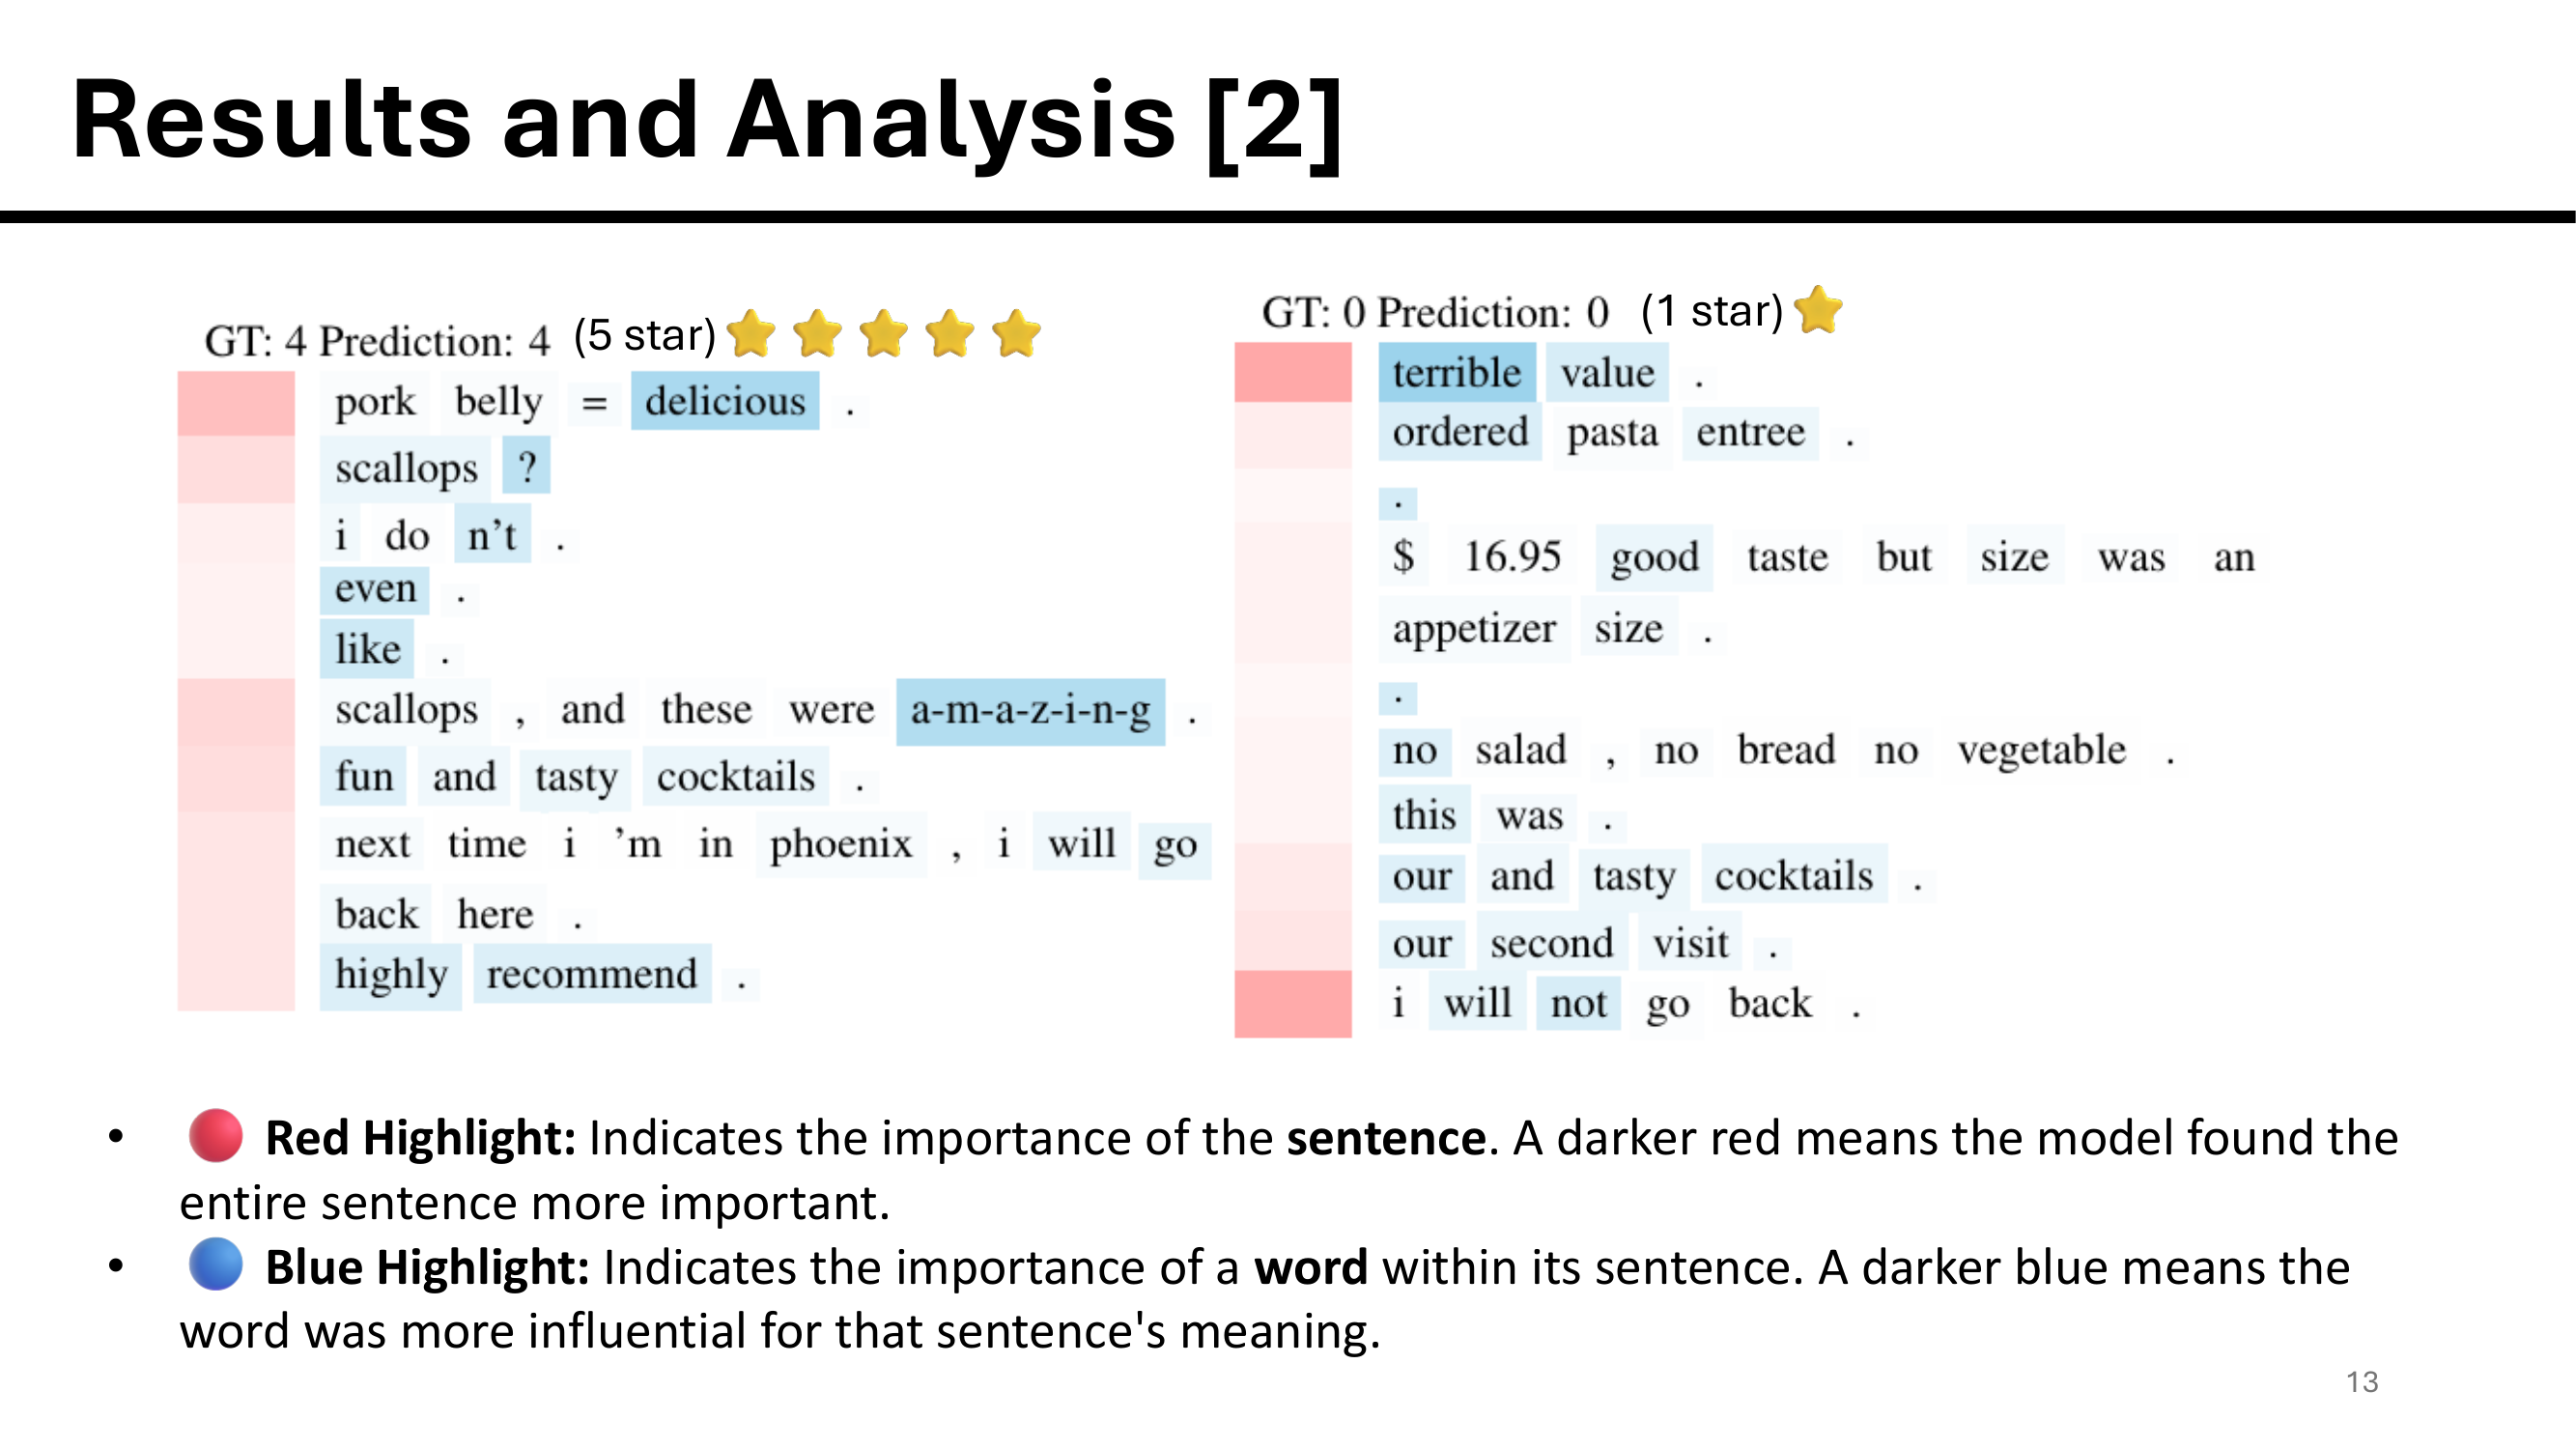 Results and Analysis [2]
GT: 4 Prediction: 4 (5 star)
pork belly = delicious .
scallops ?
i do n't .
even .
like .
scallops , and these were a-m-a-z-i-n-g .
fun and tasty cocktails .
next time i 'm in phoenix , i will go
back here .
highly recommend .
GT: 0 Prediction: 0 (1 star)
terrible value .
ordered pasta entree .
.
$ 16.95 good taste but size was an
appetizer size .
.
no salad , no bread no vegetable .
this was .
our and tasty cocktails .
our second visit .
i will not go back .
• Red Highlight: Indicates the importance of the sentence. A darker red means the model found the
entire sentence more important.
• Blue Highlight: Indicates the importance of a word within its sentence. A darker blue means the
word was more influential for that sentence's meaning.
13